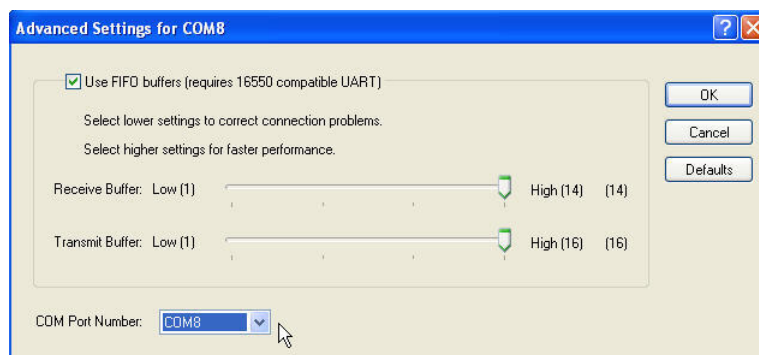 Advanced Settings for COM8
Use FIFO buffers (requires 16550 compatible UART)
OK
Select lower settings to correct connection problems.
Cancel
Select higher settings for faster performance.
Defaults
Receive Buffer: Low (1) High (14) (14)
Transmit Buffer: Low (1) High (16) (16)
COM Port Number: COM8